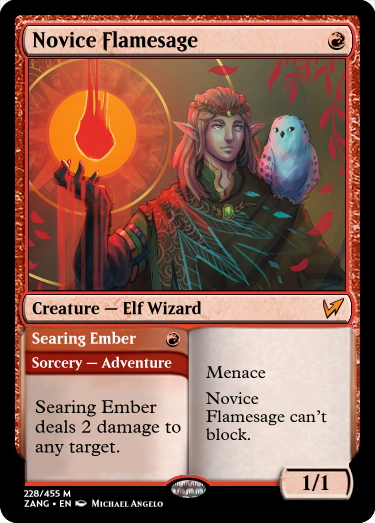 Novice Flamesage
Creature — Elf Wizard
Searing Ember
Sorcery — Adventure
Searing Ember
deals 2 damage to
any target.
Menace
Novice
Flamesage can't
block.
1/1
228/455 M
ZANG • EN Michael Angelo